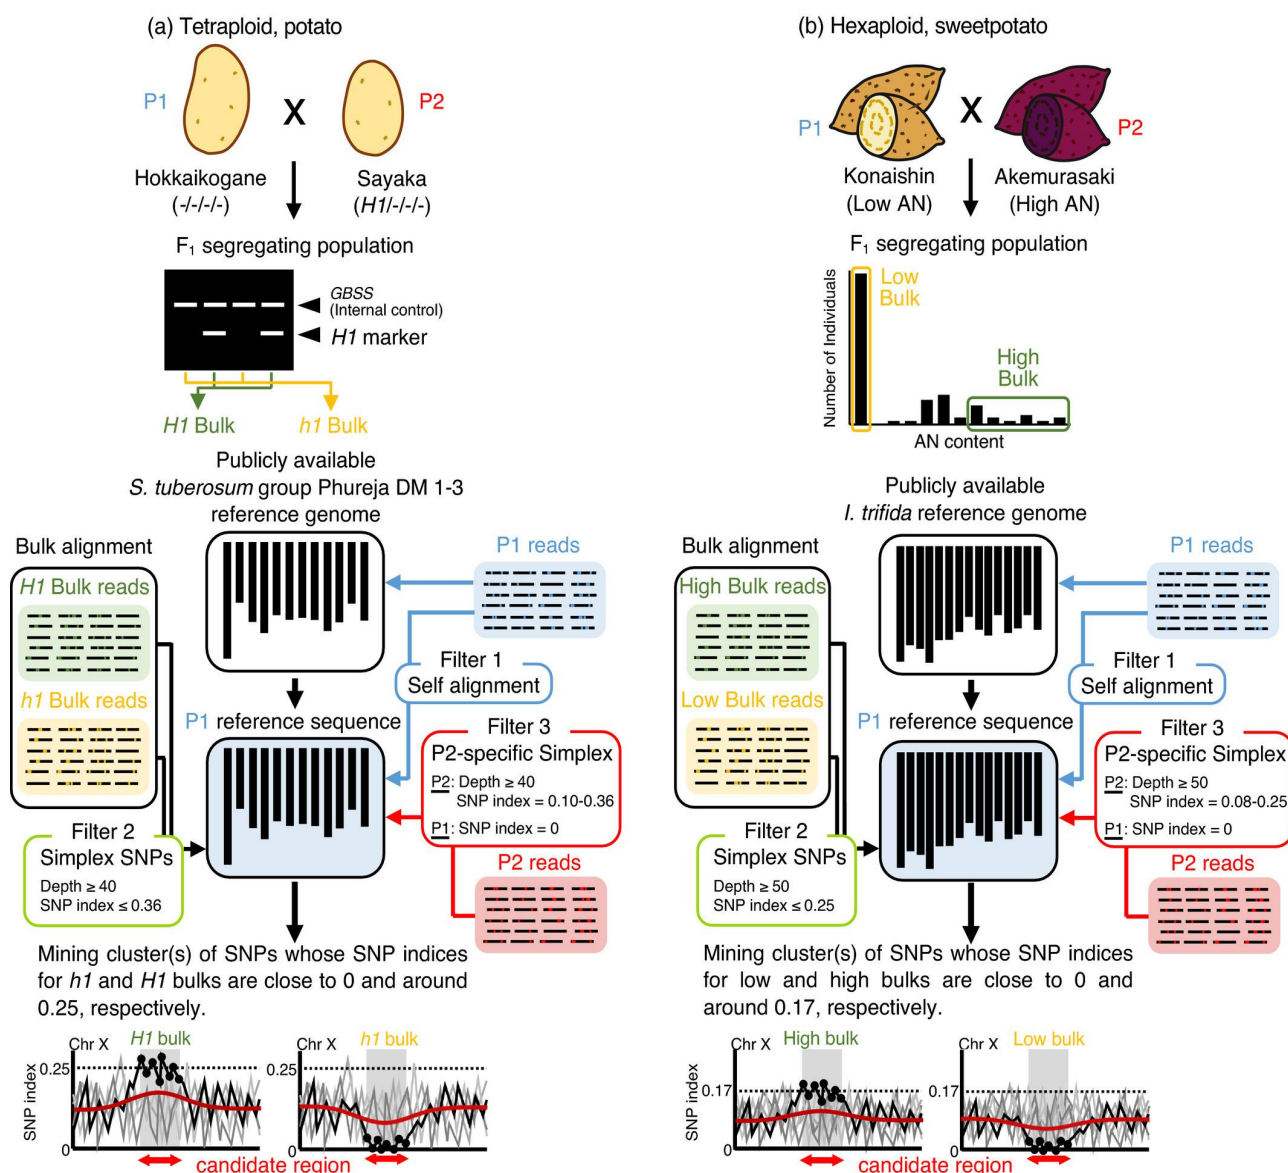 (a) Tetraploid, potato
P1
X
P2
Hokkaikogane
(-/-/-/-)
Sayaka
(H1/-/-/-)
F1 segregating population
GBSS
(Internal control)
H1 marker
H1 Bulk
h1 Bulk
Publicly available
S. tuberosum group Phureja DM 1-3
reference genome
Bulk alignment
H1 Bulk reads
h1 Bulk reads
P1 reads
Filter 1
Self alignment
P1 reference sequence
Filter 3
P2-specific Simplex
P2: Depth ≥ 40
SNP index = 0.10-0.36
P1: SNP index = 0
P2 reads
Filter 2
Simplex SNPs
Depth ≥ 40
SNP index ≤ 0.36
Mining cluster(s) of SNPs whose SNP indices
for h1 and H1 bulks are close to 0 and around
0.25, respectively.
Chr X
H1 bulk
0.25
SNP index
0
Chr X
h1 bulk
0.25
0
candidate region
(b) Hexaploid, sweetpotato
P1
X
P2
Konaishin
(Low AN)
Akemurasaki
(High AN)
F1 segregating population
Number of Individuals
Low
Bulk
High
Bulk
AN content
Publicly available
I. trifida reference genome
Bulk alignment
High Bulk reads
Low Bulk reads
P1 reads
Filter 1
Self alignment
P1 reference sequence
Filter 3
P2-specific Simplex
P2: Depth ≥ 50
SNP index = 0.08-0.25
P1: SNP index = 0
P2 reads
Filter 2
Simplex SNPs
Depth ≥ 50
SNP index ≤ 0.25
Mining cluster(s) of SNPs whose SNP indices
for low and high bulks are close to 0 and
around 0.17, respectively.
Chr X
High bulk
0.17
SNP index
0
Chr X
Low bulk
0.17
0
candidate region